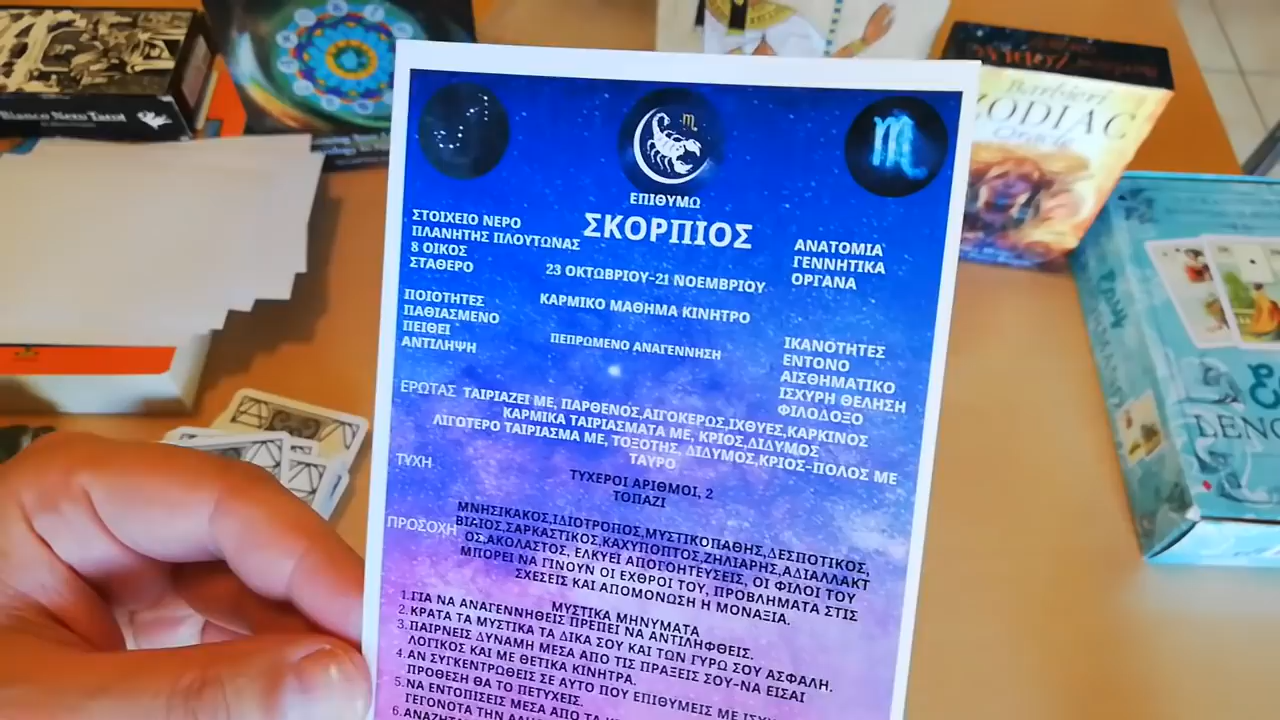 Bianco Nero Tarot
Barbieri
ZODIAC
Oracle
LENO
ΕΠΙΘΥΜΩ
ΣΚΟΡΠΙΟΣ
23 ΟΚΤΩΒΡΙΟΥ-21 ΝΟΕΜΒΡΙΟΥ
ΚΑΡΜΙΚΟ ΜΑΘΗΜΑ ΚΙΝΗΤΡΟ
ΠΕΠΡΩΜΕΝΟ ΑΝΑΓΕΝΝΗΣΗ
ΣΤΟΙΧΕΙΟ ΝΕΡΟ
ΠΛΑΝΗΤΗΣ ΠΛΟΥΤΩΝΑΣ
8 ΟΙΚΟΣ
ΣΤΑΘΕΡΟ
ΠΟΙΟΤΗΤΕΣ
ΠΑΘΙΑΣΜΕΝΟ
ΠΕΙΘΕΙ
ΑΝΤΙΛΗΨΗ
ΑΝΑΤΟΜΙΑ
ΓΕΝΝΗΤΙΚΑ
ΟΡΓΑΝΑ
ΙΚΑΝΟΤΗΤΕΣ
ΕΝΤΟΝΟ
ΑΙΣΘΗΜΑΤΙΚΟ
ΙΣΧΥΡΗ ΘΕΛΗΣΗ
ΦΙΛΟΔΟΞΟ
ΕΡΩΤΑΣ ΤΑΙΡΙΑΖΕΙ ΜΕ, ΠΑΡΘΕΝΟΣ,ΑΙΓΟΚΕΡΟΣ,ΙΧΘΥΕΣ,ΚΑΡΚΙΝΟΣ
ΚΑΡΜΙΚΑ ΤΑΙΡΙΑΣΜΑΤΑ ΜΕ, ΚΡΙΟΣ,ΔΙΔΥΜΟΣ
ΛΙΓΟΤΕΡΟ ΤΑΙΡΙΑΣΜΑ ΜΕ, ΤΟΞΟΤΗΣ, ΔΙΔΥΜΟΣ,ΚΡΙΟΣ-ΠΟΛΟΣ ΜΕ
ΤΑΥΡΟ
ΤΥΧΗ
ΤΥΧΕΡΟΙ ΑΡΙΘΜΟΙ, 2
ΤΟΠΑΖΙ
ΠΡΟΣΟΧΗ
ΜΝΗΣΙΚΑΚΟΣ,ΙΔΙΟΤΡΟΠΟΣ,ΜΥΣΤΙΚΟΠΑΘΗΣ,ΔΕΣΠΟΤΙΚΟΣ,
ΒΙΑΙΟΣ,ΣΑΡΚΑΣΤΙΚΟΣ,ΚΑΧΥΠΟΠΤΟΣ,ΖΗΛΙΑΡΗΣ,ΑΔΙΑΛΛΑΚΤ
ΟΣ,ΑΚΟΛΑΣΤΟΣ, ΕΛΚΥΕΙ ΑΠΟΓΟΗΤΕΥΣΕΙΣ, ΟΙ ΦΙΛΟΙ ΤΟΥ
ΜΠΟΡΕΙ ΝΑ ΓΙΝΟΥΝ ΟΙ ΕΧΘΡΟΙ ΤΟΥ, ΠΡΟΒΛΗΜΑΤΑ ΣΤΙΣ
ΣΧΕΣΕΙΣ ΚΑΙ ΑΠΟΜΟΝΩΣΗ Η ΜΟΝΑΞΙΑ.
ΜΥΣΤΙΚΑ ΜΗΝΥΜΑΤΑ
1.ΓΙΑ ΝΑ ΑΝΑΓΕΝΝΗΘΕΙΣ ΠΡΕΠΕΙ ΝΑ ΑΝΤΙΛΗΦΘΕΙΣ.
2.ΚΡΑΤΑ ΤΑ ΜΥΣΤΙΚΑ ΤΑ ΔΙΚΑ ΣΟΥ ΚΑΙ ΤΩΝ ΓΥΡΩ ΣΟΥ ΑΣΦΑΛΗ.
3.ΠΑΙΡΝΕΙΣ ΔΥΝΑΜΗ ΜΕΣΑ ΑΠΟ ΤΙΣ ΠΡΑΞΕΙΣ ΣΟΥ-ΝΑ ΕΙΣΑΙ
ΛΟΓΙΚΟΣ ΚΑΙ ΜΕ ΘΕΤΙΚΑ ΚΙΝΗΤΡΑ.
4.ΑΝ ΣΥΓΚΕΝΤΡΩΘΕΙΣ ΣΕ ΑΥΤΟ ΠΟΥ ΕΠΙΘΥΜΕΙΣ ΜΕ
ΠΡΟΘΕΣΗ ΘΑ ΤΟ ΠΕΤΥΧΕΙΣ.
5.ΝΑ ΕΝΤΟΠΙΣΕΙΣ ΜΕΣΑ ΑΠΟ ΤΑ
ΓΕΓΟΝΟΤΑ ΤΗΝ
6.